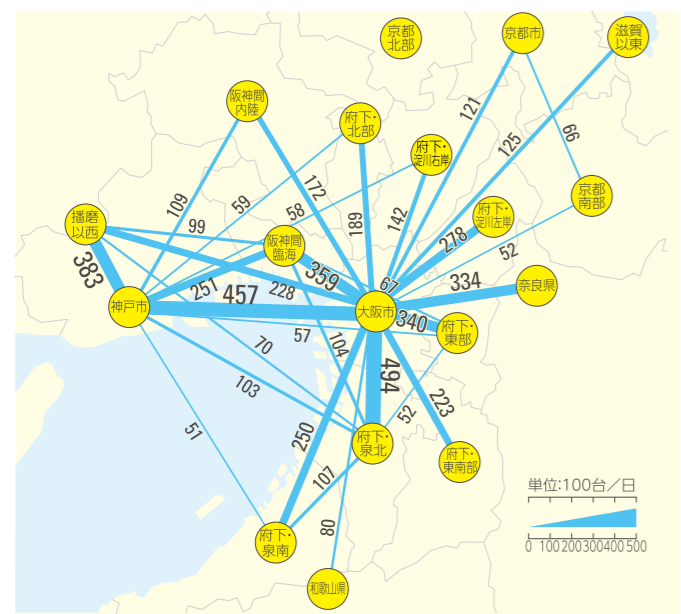 京都
北部
京都市
滋賀
以東
阪神間
内陸
府下・
北部
府下・
淀川右岸
121
125
66
172
109
59
189
58
142
京都
南部
府下・
淀川左岸
播磨
以西
99
阪神間
臨海
278
52
383
359
251
457
228
67
334
奈良県
神戸市
大阪市
340
府下・
東部
57
70
104
103
494
52
223
51
250
府下・
泉北
107
府下・
東南部
80
府下・
泉南
和歌山県
単位:100台／日
0 100 200 300 400 500